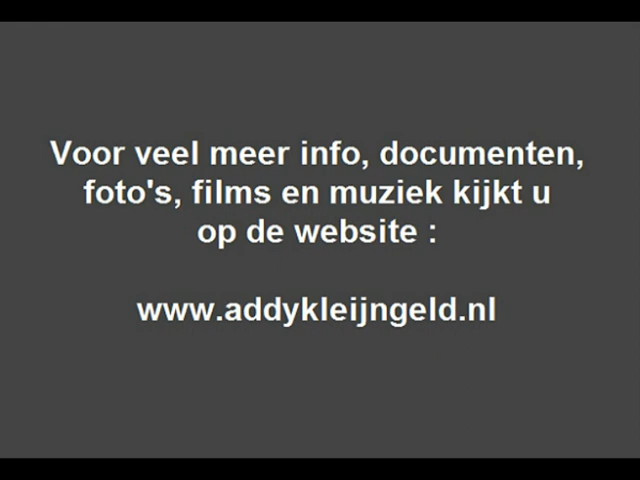 Voor veel meer info, documenten,
foto's, films en muziek kijkt u
op de website :
www.addykleijngeld.nl